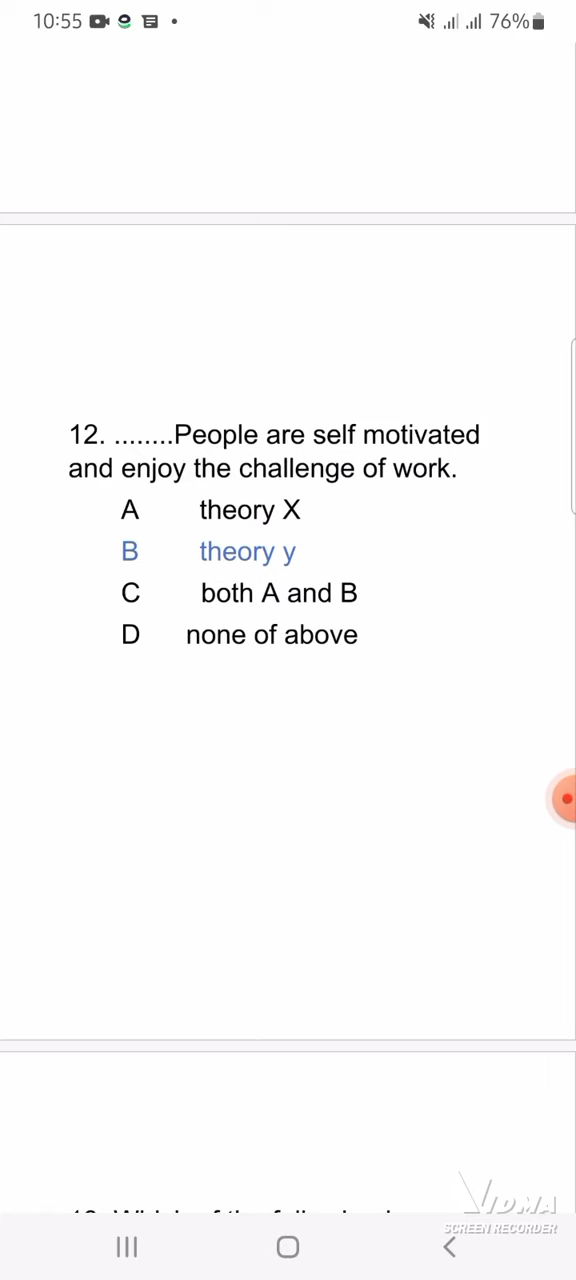 10:55
76%
12. ........People are self motivated
and enjoy the challenge of work.
A theory X
B theory y
C both A and B
D none of above
VIDMA
SCREEN RECORDER